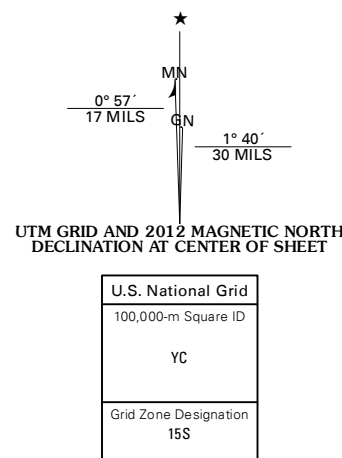 ★
MN
0° 57´
17 MILS
GN
1° 40´
30 MILS
UTM GRID AND 2012 MAGNETIC NORTH
DECLINATION AT CENTER OF SHEET
U.S. National Grid
100,000-m Square ID
YC
Grid Zone Designation
15S